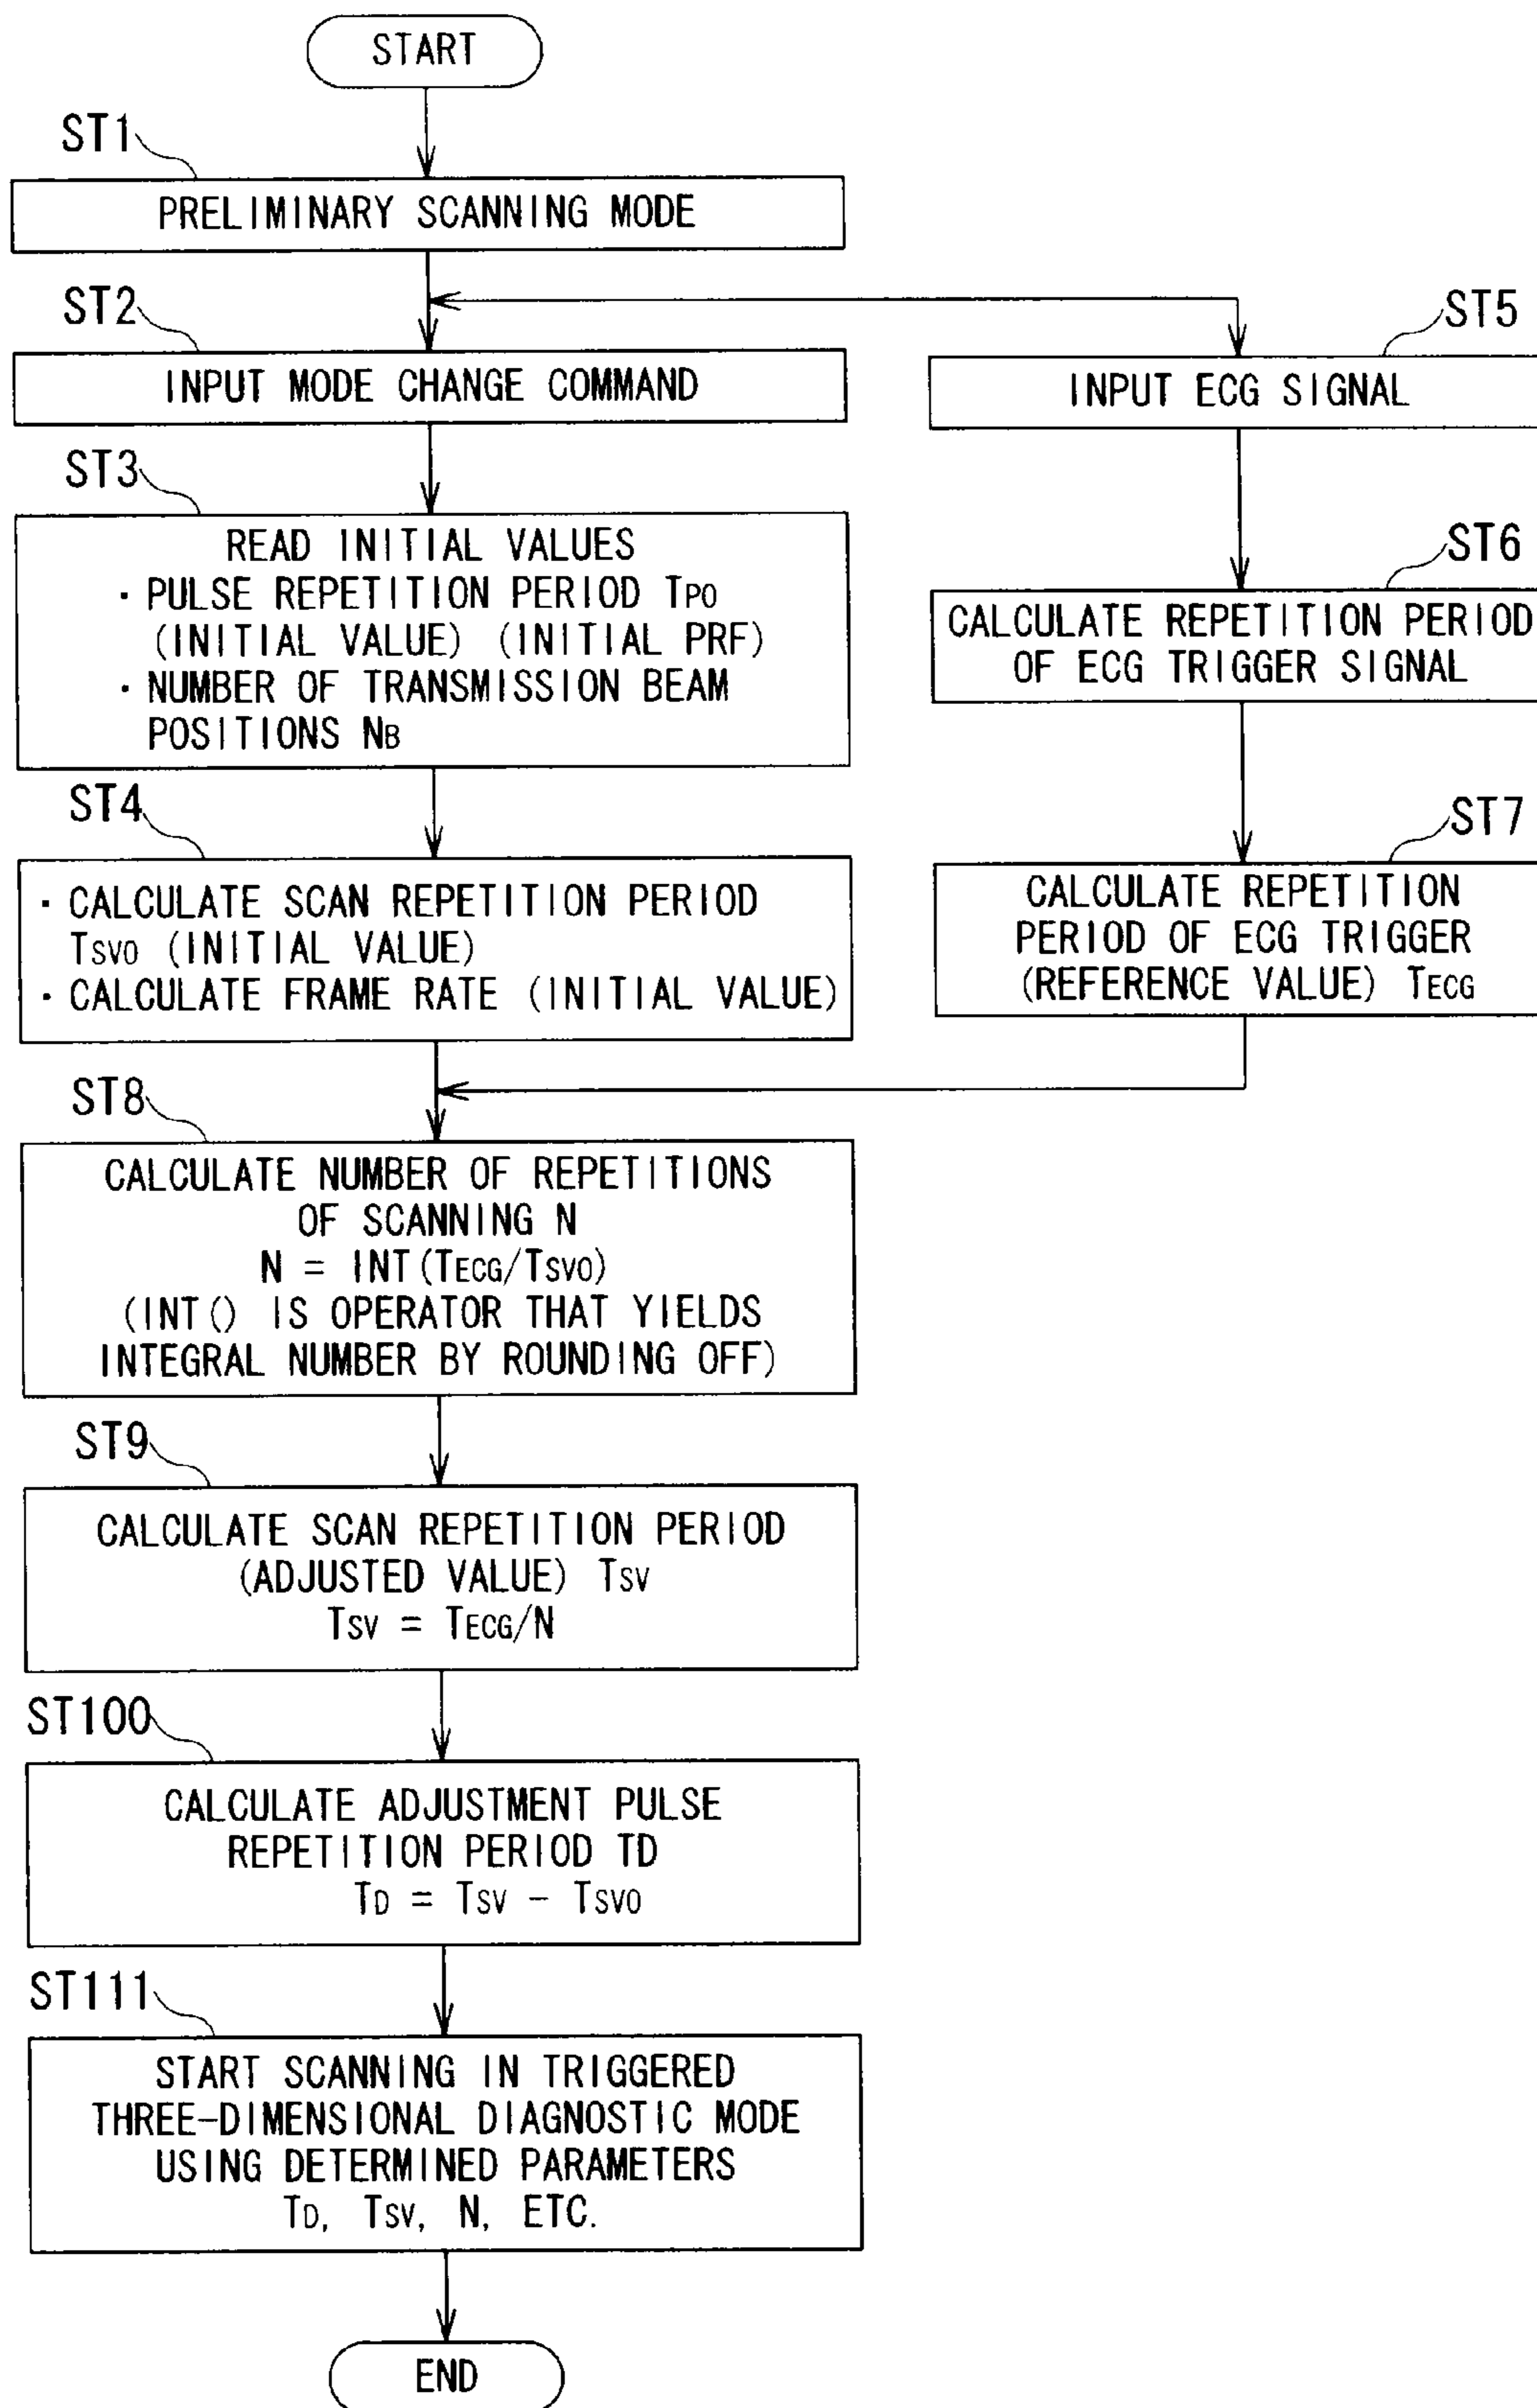 START
ST1
PRELIMINARY SCANNING MODE
ST2
INPUT MODE CHANGE COMMAND
ST3
READ INITIAL VALUES
· PULSE REPETITION PERIOD TP0
(INITIAL VALUE) (INITIAL PRF)
· NUMBER OF TRANSMISSION BEAM
POSITIONS NB
ST4
· CALCULATE SCAN REPETITION PERIOD
TSV0 (INITIAL VALUE)
· CALCULATE FRAME RATE (INITIAL VALUE)
ST5
INPUT ECG SIGNAL
ST6
CALCULATE REPETITION PERIOD
OF ECG TRIGGER SIGNAL
ST7
CALCULATE REPETITION
PERIOD OF ECG TRIGGER
(REFERENCE VALUE) TECG
ST8
CALCULATE NUMBER OF REPETITIONS
OF SCANNING N
N = INT(TECG/TSV0)
(INT() IS OPERATOR THAT YIELDS
INTEGRAL NUMBER BY ROUNDING OFF)
ST9
CALCULATE SCAN REPETITION PERIOD
(ADJUSTED VALUE) TSV
TSV = TECG/N
ST100
CALCULATE ADJUSTMENT PULSE
REPETITION PERIOD TD
TD = TSV - TSV0
ST111
START SCANNING IN TRIGGERED
THREE-DIMENSIONAL DIAGNOSTIC MODE
USING DETERMINED PARAMETERS
TD, TSV, N, ETC.
END